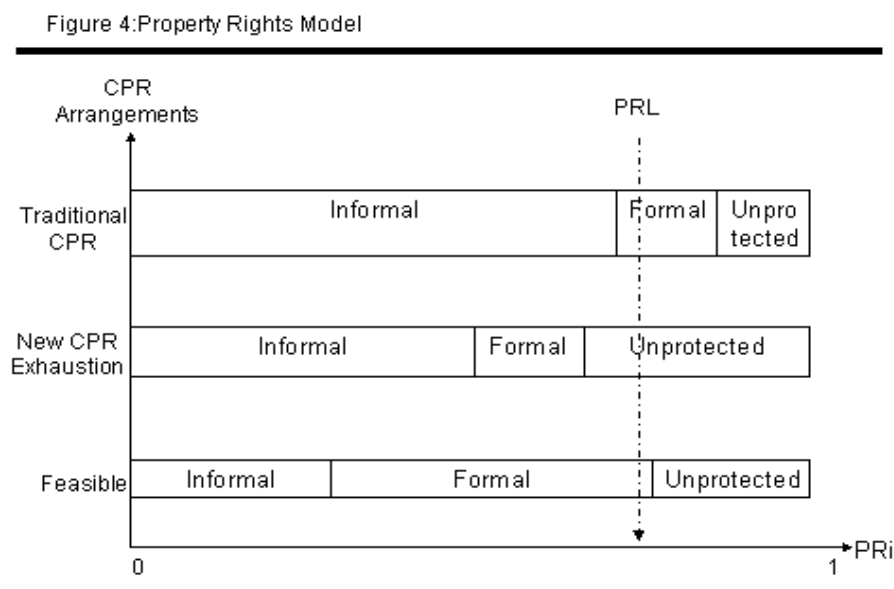 Figure 4:Property Rights Model
CPR
Arrangements
PRL
Traditional
CPR
Informal
Formal
Unpro
tected
New CPR
Exhaustion
Informal
Formal
Unprotected
Feasible
Informal
Formal
Unprotected
0
1
PRi